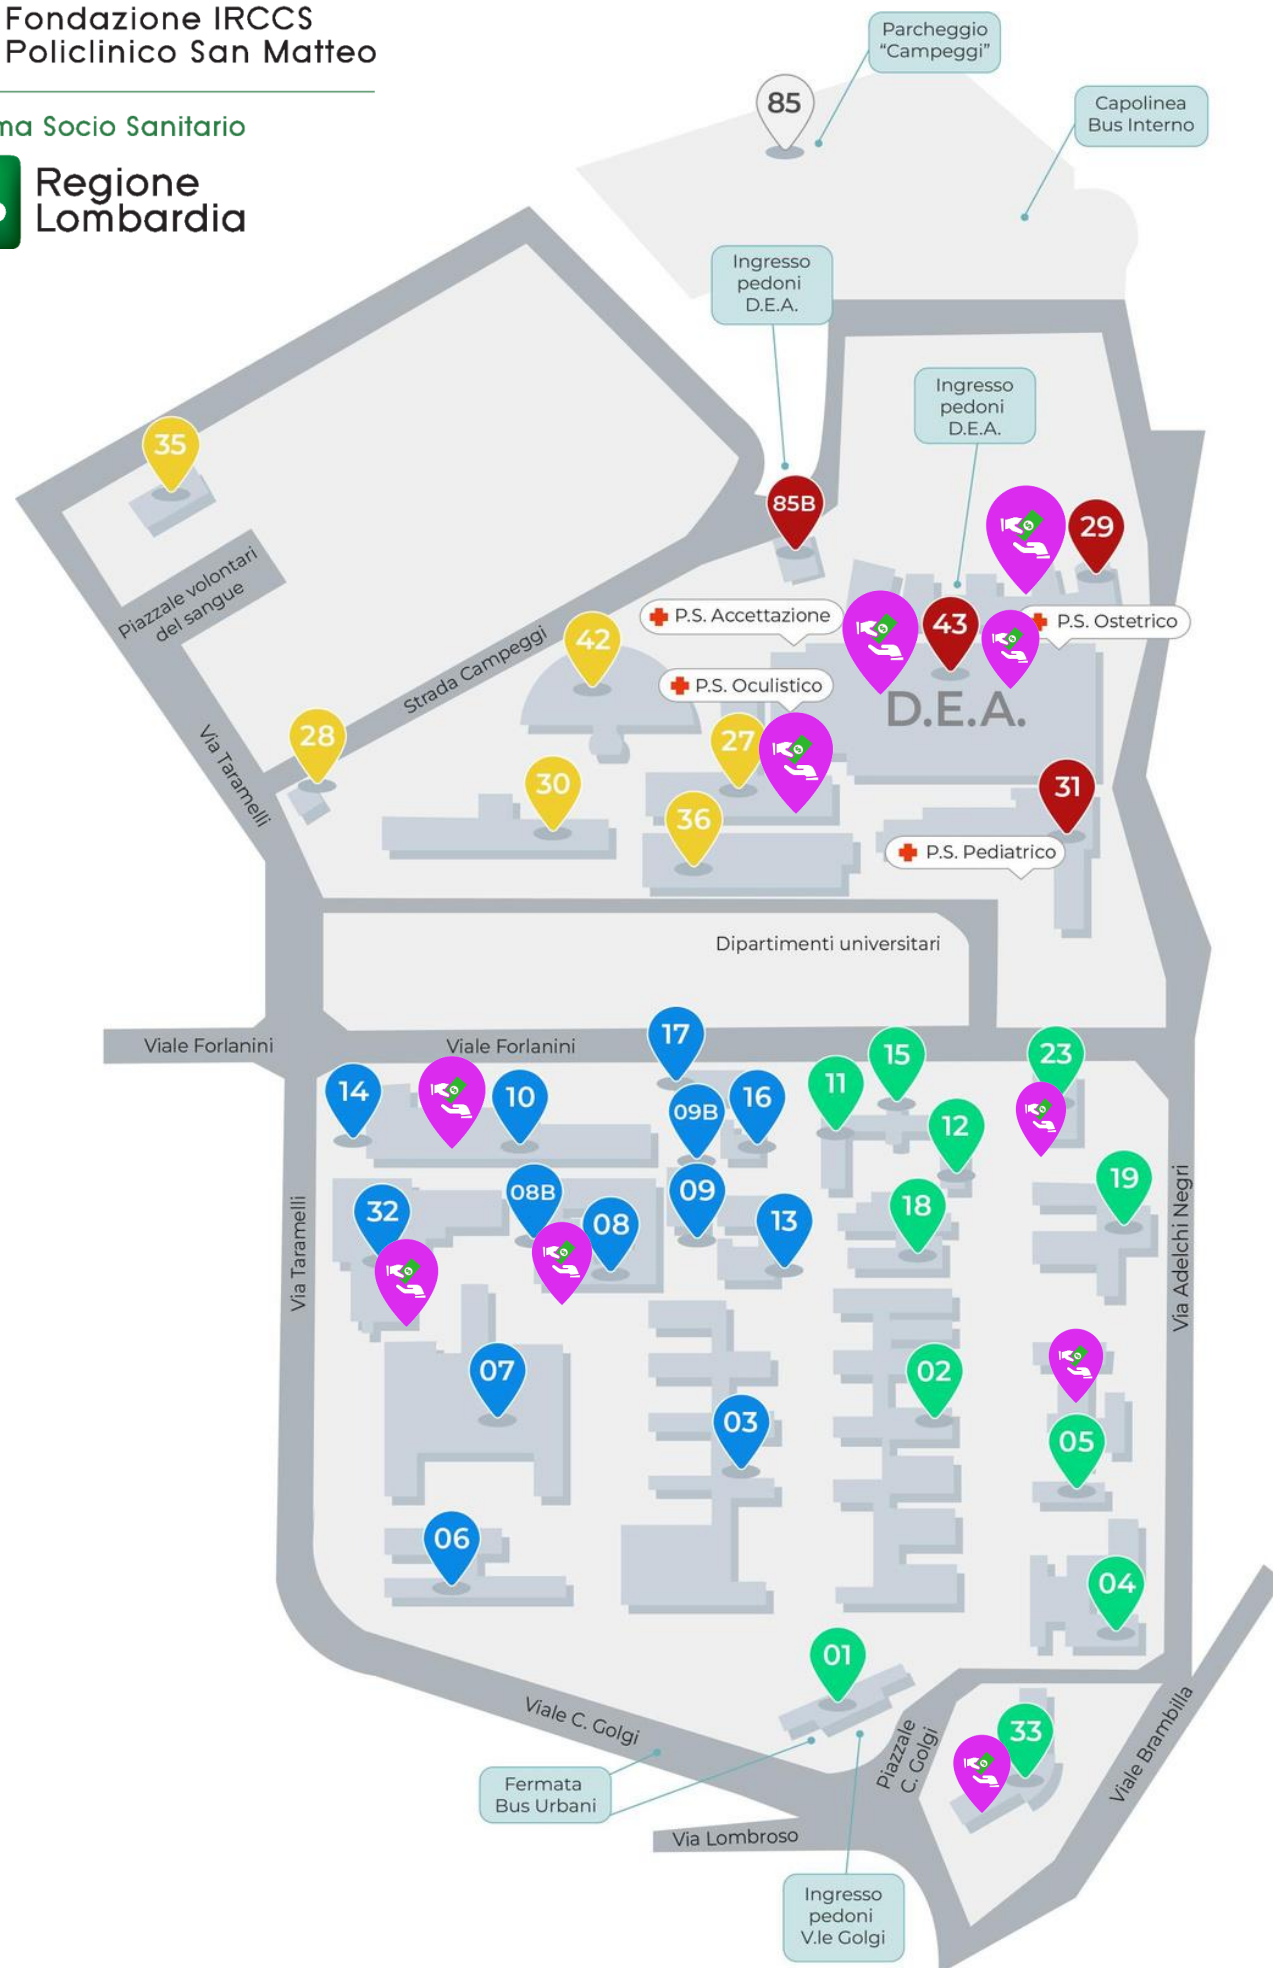 Fondazione IRCCS
Policlinico San Matteo
ma Socio Sanitario
Regione
Lombardia
Parcheggio
“Campeggi”
85
Capolinea
Bus Interno
Ingresso
pedoni
D.E.A.
Ingresso
pedoni
D.E.A.
35
85B
29
Piazzale volontari
del sangue
P.S. Accettazione
43
P.S. Ostetrico
42
Strada Campeggi
P.S. Oculistico
D.E.A.
28
27
Via Taramelli
30
31
36
P.S. Pediatrico
Dipartimenti universitari
Viale Forlanini
Viale Forlanini
17
15
23
14
10
09B
16
11
12
32
08B
08
09
13
18
19
Via Taramelli
Via Adelchi Negri
07
02
03
05
06
04
01
Viale C. Golgi
Piazzale
C. Golgi
33
Viale Brambilla
Fermata
Bus Urbani
Via Lombroso
Ingresso
pedoni
V.le Golgi